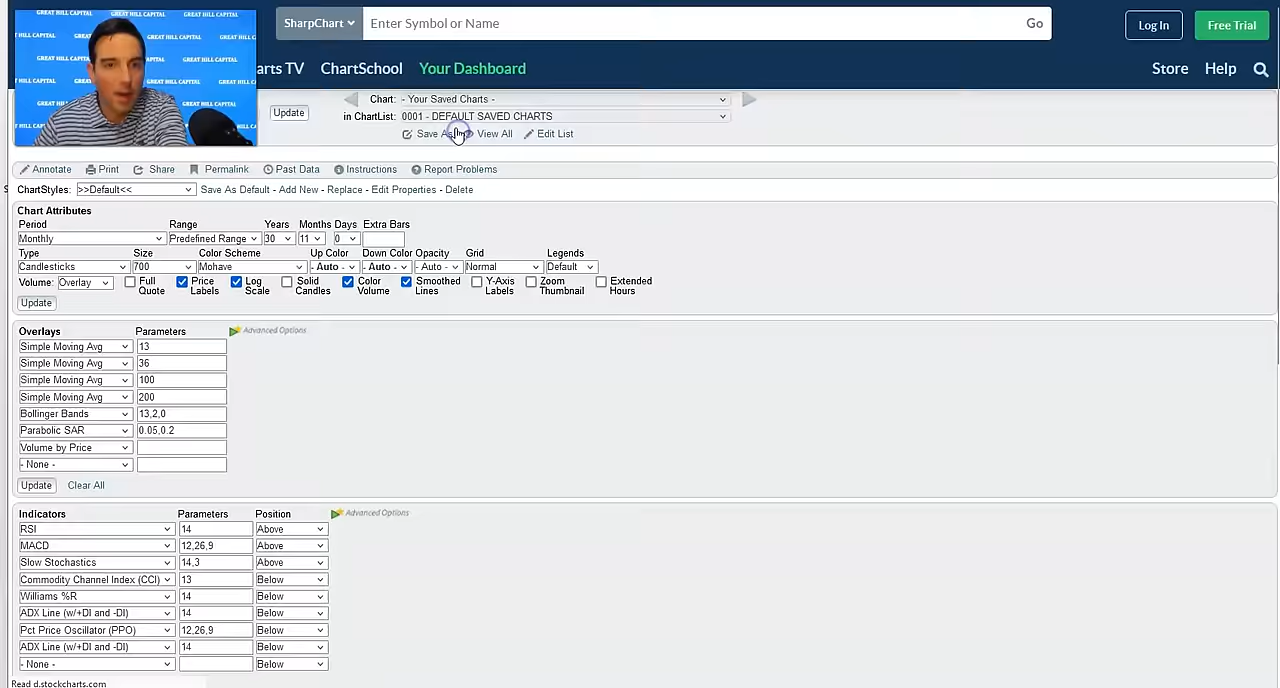 GREAT HILL CAPITAL GREAT HILL CAPITAL GREAT HILL CAPITAL
SharpChart Enter Symbol or Name Go Log In Free Trial
arts TV ChartSchool Your Dashboard Store Help
Update
Chart: - Your Saved Charts -
in ChartList: 0001 - DEFAULT SAVED CHARTS
Save As View All Edit List
Annotate Print Share Permalink Past Data Instructions Report Problems
ChartStyles: >>Default<< Save As Default - Add New - Replace - Edit Properties - Delete
Chart Attributes
Period Range Years Months Days Extra Bars
Monthly Predefined Range 30 11 0
Type Size Color Scheme Up Color Down Color Opacity Grid Legends
Candlesticks 700 Mohave - Auto - - Auto - - Auto - Normal Default
Volume: Overlay Full Quote Price Labels Log Scale Solid Candles Color Volume Smoothed Lines Y-Axis Labels Zoom Thumbnail Extended Hours
Update
Overlays Parameters Advanced Options
Simple Moving Avg 13
Simple Moving Avg 36
Simple Moving Avg 100
Simple Moving Avg 200
Bollinger Bands 13,2,0
Parabolic SAR 0.05,0.2
Volume by Price
- None -
Update Clear All
Indicators Parameters Position Advanced Options
RSI 14 Above
MACD 12,26,9 Above
Slow Stochastics 14,3 Above
Commodity Channel Index (CCI) 13 Below
Williams %R 14 Below
ADX Line (w/+DI and -DI) 14 Below
Pct Price Oscillator (PPO) 12,26,9 Below
ADX Line (w/+DI and -DI) 14 Below
- None - Below
Read d.stockcharts.com